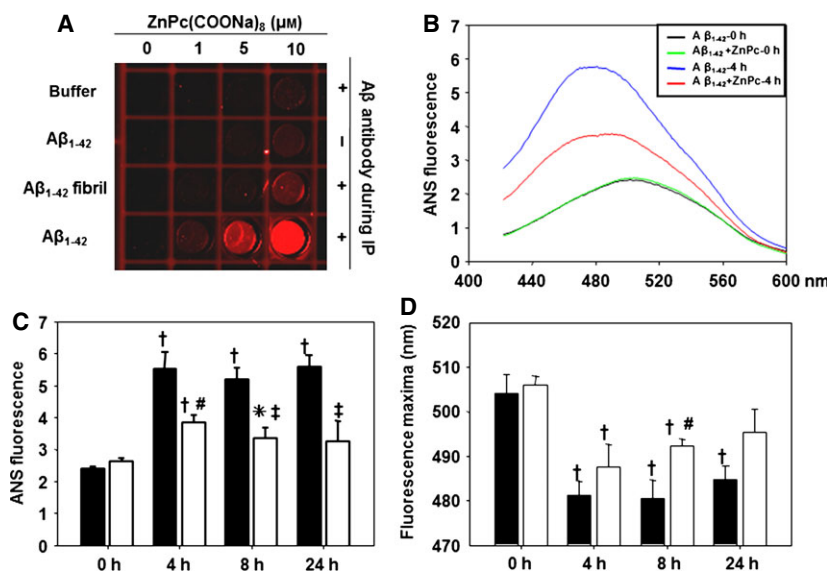 A
ZnPc(COONa)₈ (μM)
0 1 5 10
Buffer +
Aβ₁₋₄₂ –
Aβ₁₋₄₂ fibril +
Aβ₁₋₄₂ +
Aβ antibody during IP
B
ANS fluorescence
7
6
5
4
3
2
1
0
400 440 480 520 560 600 nm
A β₁₋₄₂-0 h
Aβ₁₋₄₂+ZnPc-0 h
A β₁₋₄₂-4 h
A β₁₋₄₂+ZnPc-4 h
C
ANS fluorescence
7
6
5
4
3
2
1
0
† † †
† # * ‡ ‡
0 h 4 h 8 h 24 h
D
Fluorescence maxima (nm)
520
510
500
490
480
470
† † † † # †
0 h 4 h 8 h 24 h